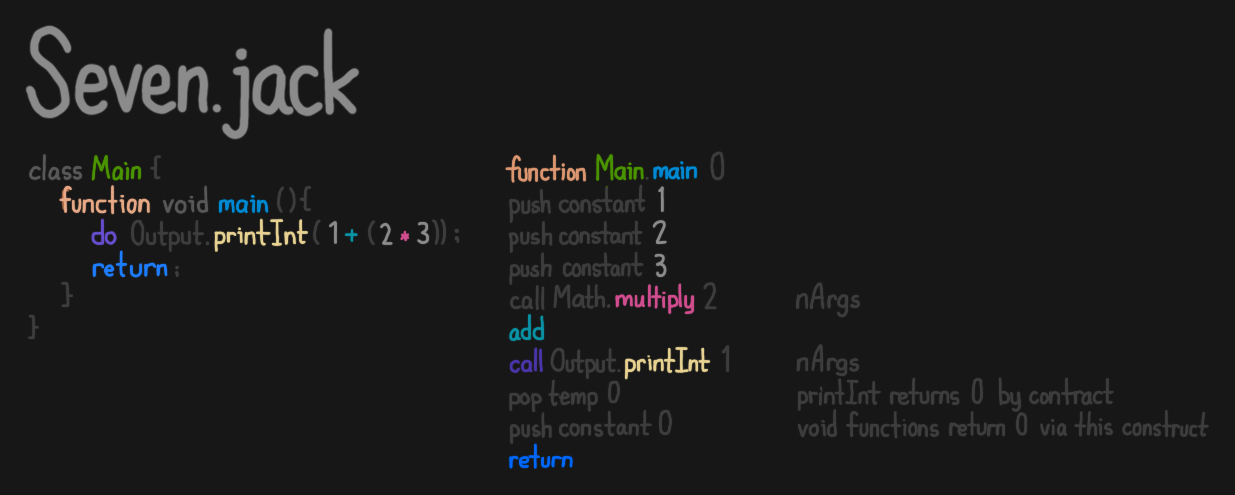 Seven.jack
class Main {
function void main () {
do Output.printInt ( 1 + ( 2 * 3 ) ) ;
return ;
}
}
function Main.main 0
push constant 1
push constant 2
push constant 3
call Math.multiply 2 nArgs
add
call Output.printInt 1 nArgs
pop temp 0 printInt returns 0 by contract
push constant 0 void functions return 0 via this construct
return